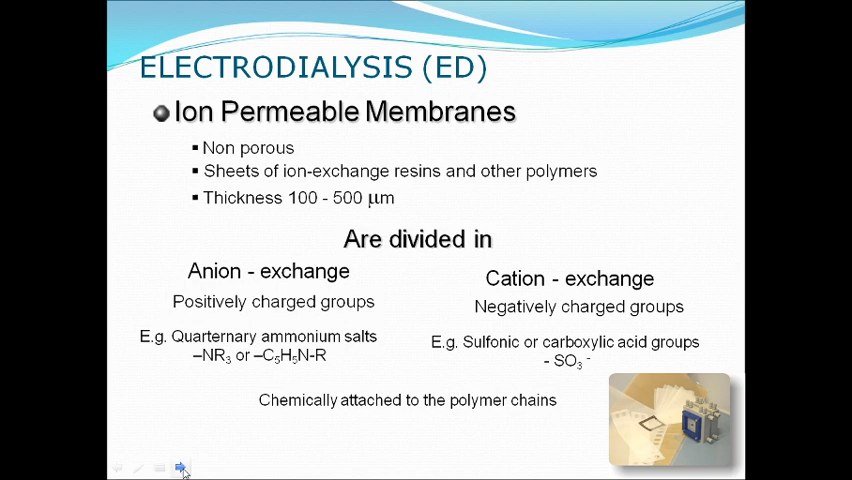 ELECTRODIALYSIS (ED)
Ion Permeable Membranes
▪ Non porous
▪ Sheets of ion-exchange resins and other polymers
▪ Thickness 100 - 500 μm
Are divided in
Anion - exchange
Positively charged groups
E.g. Quarternary ammonium salts
–NR₃ or –C₅H₅N-R
Cation - exchange
Negatively charged groups
E.g. Sulfonic or carboxylic acid groups
- SO₃⁻
Chemically attached to the polymer chains